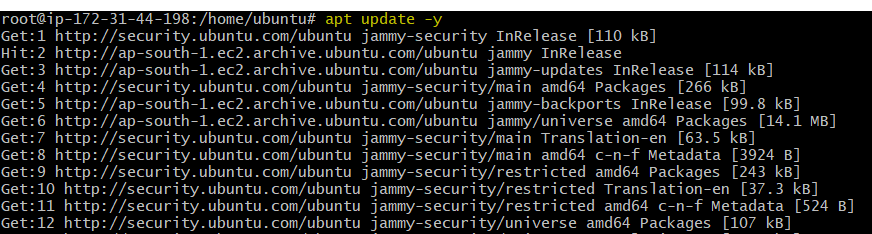 root@ip-172-31-44-198:/home/ubuntu# apt update -y
Get:1 http://security.ubuntu.com/ubuntu jammy-security InRelease [110 kB]
Hit:2 http://ap-south-1.ec2.archive.ubuntu.com/ubuntu jammy InRelease
Get:3 http://ap-south-1.ec2.archive.ubuntu.com/ubuntu jammy-updates InRelease [114 kB]
Get:4 http://security.ubuntu.com/ubuntu jammy-security/main amd64 Packages [266 kB]
Get:5 http://ap-south-1.ec2.archive.ubuntu.com/ubuntu jammy-backports InRelease [99.8 kB]
Get:6 http://ap-south-1.ec2.archive.ubuntu.com/ubuntu jammy/universe amd64 Packages [14.1 MB]
Get:7 http://security.ubuntu.com/ubuntu jammy-security/main Translation-en [63.5 kB]
Get:8 http://security.ubuntu.com/ubuntu jammy-security/main amd64 c-n-f Metadata [3924 B]
Get:9 http://security.ubuntu.com/ubuntu jammy-security/restricted amd64 Packages [243 kB]
Get:10 http://security.ubuntu.com/ubuntu jammy-security/restricted Translation-en [37.3 kB]
Get:11 http://security.ubuntu.com/ubuntu jammy-security/restricted amd64 c-n-f Metadata [524 B]
Get:12 http://security.ubuntu.com/ubuntu jammy-security/universe amd64 Packages [107 kB]